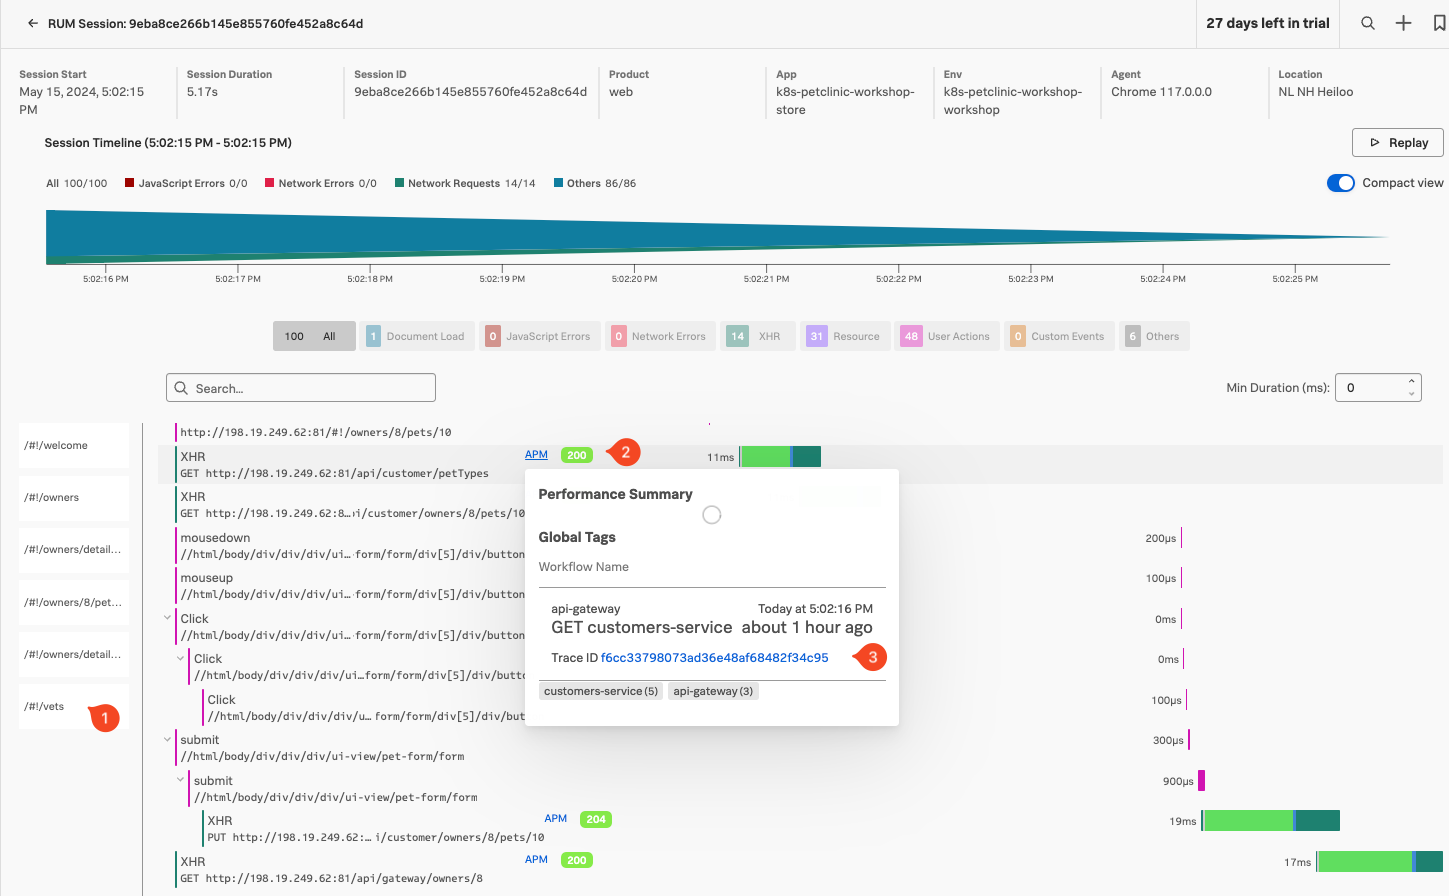 RUM Session: 9eba8ce266b145e855760fe452a8c64d
27 days left in trial
Session Start
May 15, 2024, 5:02:15
PM
Session Duration
5.17s
Session ID
9eba8ce266b145e855760fe452a8c64d
Product
web
App
k8s-petclinic-workshop-
store
Env
k8s-petclinic-workshop-
workshop
Agent
Chrome 117.0.0.0
Location
NL NH Heiloo
Session Timeline (5:02:15 PM - 5:02:15 PM)
Replay
All 100/100 JavaScript Errors 0/0 Network Errors 0/0 Network Requests 14/14 Others 86/86
Compact view
5:02:16 PM 5:02:17 PM 5:02:18 PM 5:02:19 PM 5:02:20 PM 5:02:21 PM 5:02:22 PM 5:02:23 PM 5:02:24 PM 5:02:25 PM
100 All 1 Document Load 0 JavaScript Errors 0 Network Errors 14 XHR 31 Resource 48 User Actions 0 Custom Events 6 Others
Search...
Min Duration (ms): 0
/#!/welcome
/#!/owners
/#!/owners/detail...
/#!/owners/8/pet...
/#!/owners/detail...
/#!/vets
1
http://198.19.249.62:81/#!/owners/8/pets/10
XHR APM 200 2 11ms
GET http://198.19.249.62:81/api/customer/petTypes
XHR
GET http://198.19.249.62:8…›i/customer/owners/8/pets/10
mousedown 200µs
//html/body/div/div/div/ui…·form/form/div[5]/div/button
mouseup 100µs
//html/body/div/div/div/ui…·form/form/div[5]/div/button
Click 0ms
//html/body/div/div/div/ui…·form/form/div[5]/div/button
Click 0ms
//html/body/div/div/div/ui…form/form/div[5]/div/butt
Click 100µs
//html/body/div/div/div/u… form/form/div[5]/div/but
submit 300µs
//html/body/div/div/div/ui-view/pet-form/form
submit 900µs
//html/body/div/div/div/ui-view/pet-form/form
XHR APM 204 19ms
PUT http://198.19.249.62:… i/customer/owners/8/pets/10
XHR APM 200 17ms
GET http://198.19.249.62:81/api/gateway/owners/8
Performance Summary
Global Tags
Workflow Name
api-gateway Today at 5:02:16 PM
GET customers-service about 1 hour ago
Trace ID f6cc33798073ad36e48af68482f34c95 3
customers-service (5) api-gateway (3)